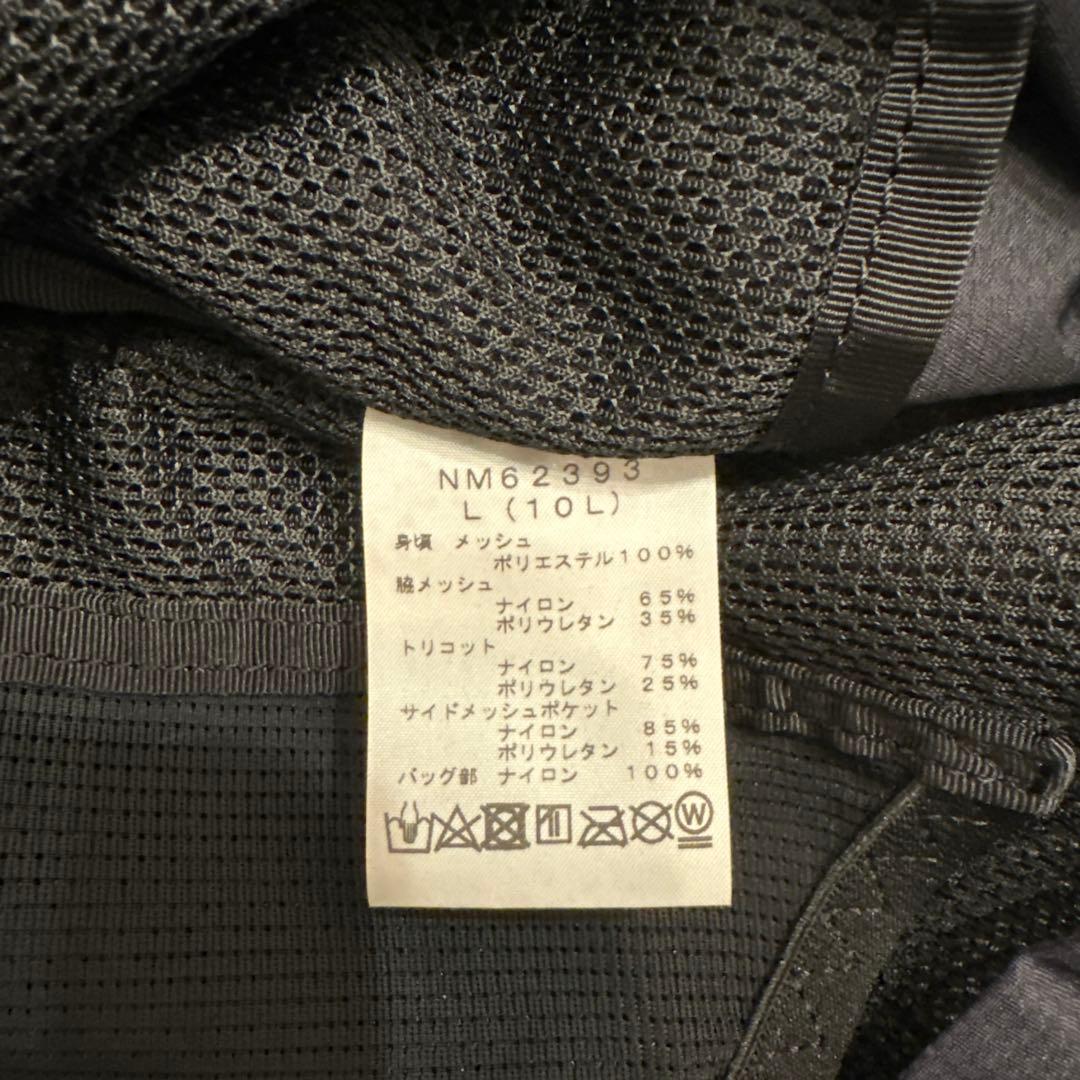 NM62393
L (10L)
身頃 メッシュ
ポリエステル100%
脇メッシュ
ナイロン 65%
ポリウレタン 35%
トリコット
ナイロン 75%
ポリウレタン 25%
サイドメッシュポケット
ナイロン 85%
ポリウレタン 15%
バッグ部 ナイロン 100%
W